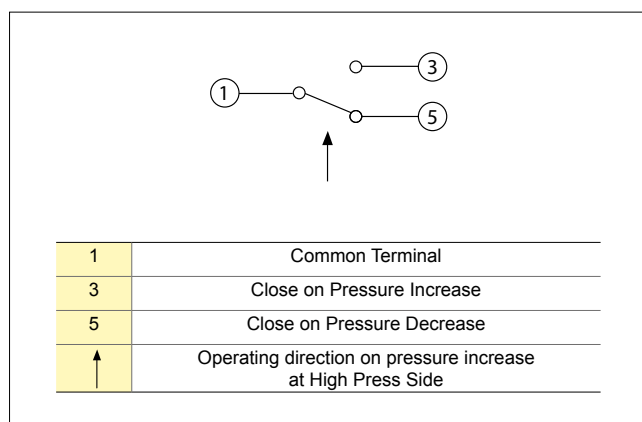 3
1
5
1 Common Terminal
3 Close on Pressure Increase
5 Close on Pressure Decrease
Operating direction on pressure increase
at High Press Side